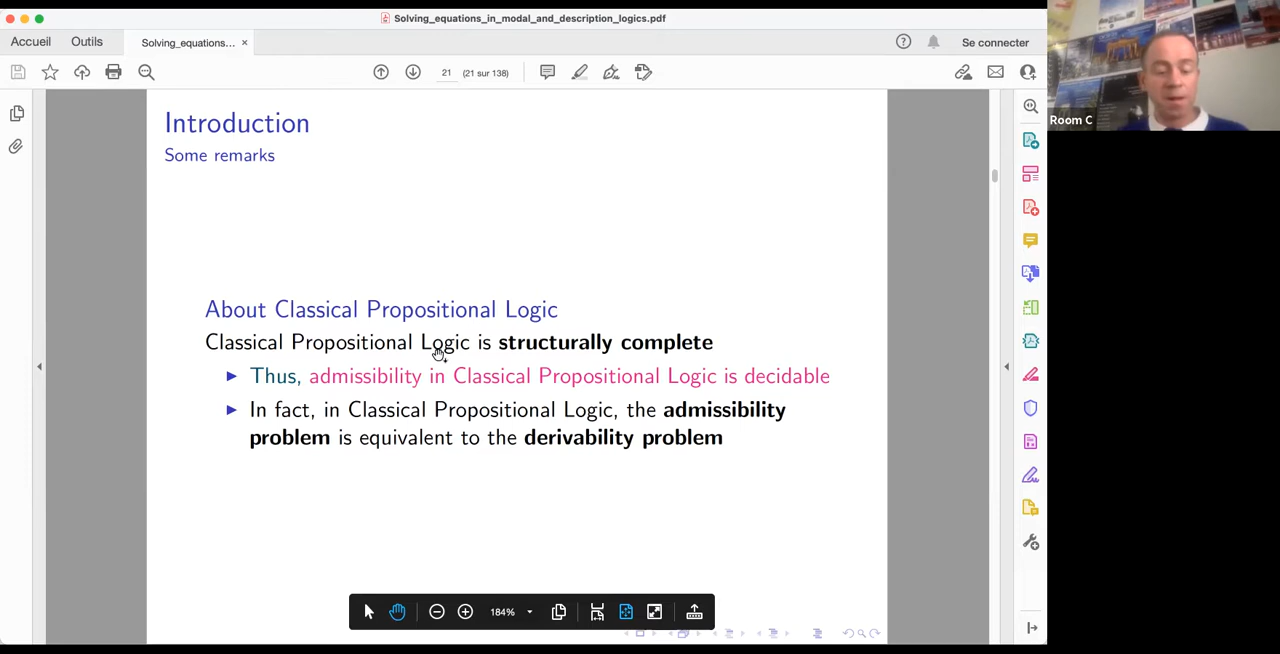 Solving_equations_in_modal_and_description_logics.pdf
Accueil Outils Solving_equations... × Se connecter
21 (21 sur 138)
Room C
Introduction
Some remarks
About Classical Propositional Logic
Classical Propositional Logic is structurally complete
Thus, admissibility in Classical Propositional Logic is decidable
In fact, in Classical Propositional Logic, the admissibility
problem is equivalent to the derivability problem
184%